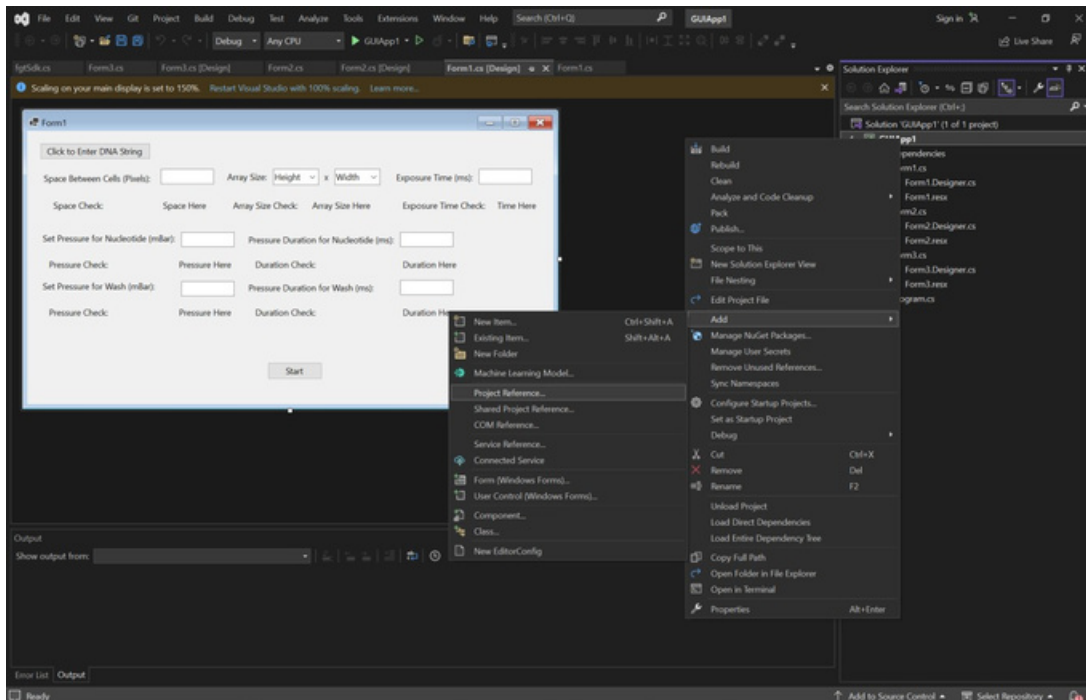 File Edit View Git Project Build Debug Test Analyze Tools Extensions Window Help Search (Ctrl+Q) GUIApp1 Sign in
Debug Any CPU GUIApp1 Live Share
fgtSdk.cs Form3.cs Form3.cs [Design] Form2.cs Form2.cs [Design] Form1.cs [Design] Form1.cs
Scaling on your main display is set to 150%. Restart Visual Studio with 100% scaling. Learn more...
Form1
Click to Enter DNA String
Space Between Cells (Pixels): Array Size: Height x Width Exposure Time (ms):
Space Check: Space Here Array Size Check: Array Size Here Exposure Time Check: Time Here
Set Pressure for Nucleotide (mBar): Pressure Duration for Nucleotide (ms):
Pressure Check: Pressure Here Duration Check: Duration Here
Set Pressure for Wash (mBar): Pressure Duration for Wash (ms):
Pressure Check: Pressure Here Duration Check: Duration He
Start
New Item... Ctrl+Shift+A
Existing Item... Shift+Alt+A
New Folder
Machine Learning Model...
Project Reference...
Shared Project Reference...
COM Reference...
Service Reference...
Connected Service
Form (Windows Forms)...
User Control (Windows Forms)...
Component...
Class...
New EditorConfig
Build
Rebuild
Clean
Analyze and Code Cleanup
Pack
Publish...
Scope to This
New Solution Explorer View
File Nesting
Edit Project File
Add
Manage NuGet Packages...
Manage User Secrets
Remove Unused References...
Sync Namespaces
Configure Startup Projects...
Set as Startup Project
Debug
Cut Ctrl+X
Remove Del
Rename F2
Unload Project
Load Direct Dependencies
Load Entire Dependency Tree
Copy Full Path
Open Folder in File Explorer
Open in Terminal
Properties Alt+Enter
Solution Explorer
Search Solution Explorer (Ctrl+;)
Solution 'GUIApp1' (1 of 1 project)
GUIApp1
pendencies
rm1.cs
Form1.Designer.cs
Form1.resx
rm2.cs
Form2.Designer.cs
Form2.resx
rm3.cs
Form3.Designer.cs
Form3.resx
ogram.cs
Output
Show output from:
Error List Output
Ready Add to Source Control Select Repository